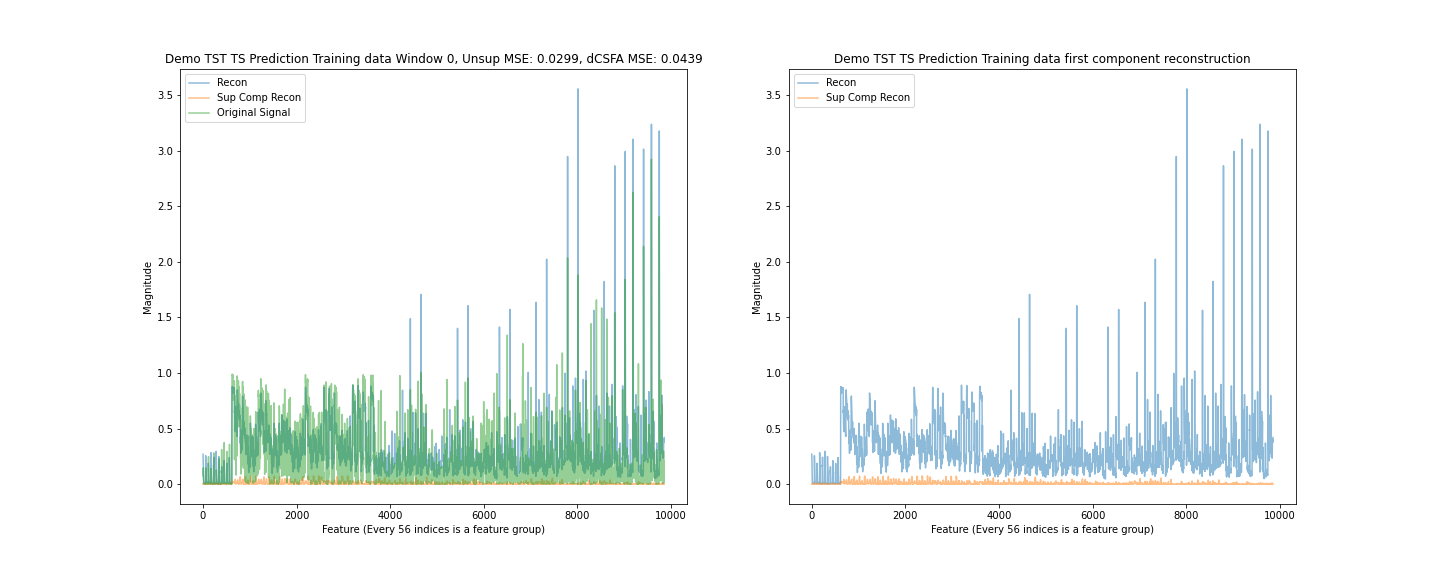 Demo TST TS Prediction Training data Window 0, Unsup MSE: 0.0299, dCSFA MSE: 0.0439
Recon
Sup Comp Recon
Original Signal
3.5
3.0
2.5
2.0
1.5
1.0
0.5
0.0
Magnitude
0
2000
4000
6000
8000
10000
Feature (Every 56 indices is a feature group)
Demo TST TS Prediction Training data first component reconstruction
Recon
Sup Comp Recon
3.5
3.0
2.5
2.0
1.5
1.0
0.5
0.0
Magnitude
0
2000
4000
6000
8000
10000
Feature (Every 56 indices is a feature group)